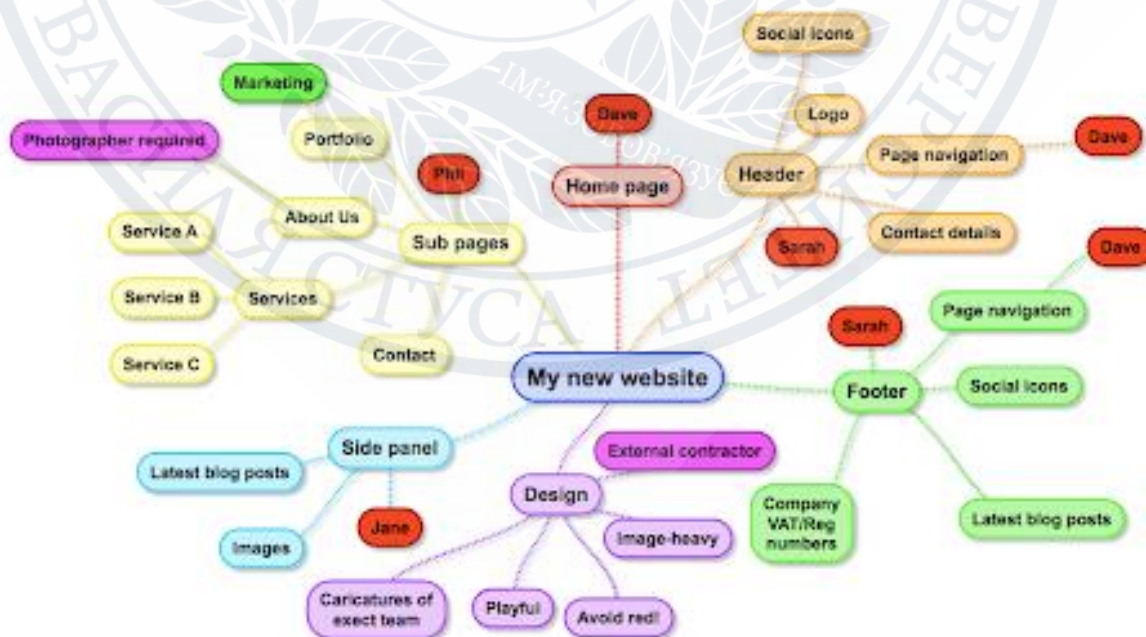 Social icons
Marketing
Logo
Dave
Portfolio
Photographer required
Page navigation
Dave
Phil
Home page
Header
About Us
Service A
Sub pages
Sarah
Contact details
Dave
Service B
Services
Page navigation
Sarah
Contact
Service C
My new website
Footer
Social icons
Side panel
External contractor
Latest blog posts
Design
Company
VAT/Reg
numbers
Latest blog posts
Jane
Image-heavy
Images
Caricatures of
exect team
Playful
Avoid red!